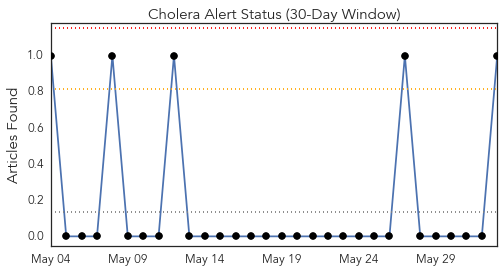 Cholera Alert Status (30-Day Window)
Articles Found
1.0
0.8
0.6
0.4
0.2
0.0
May 04 May 09 May 14 May 19 May 24 May 29